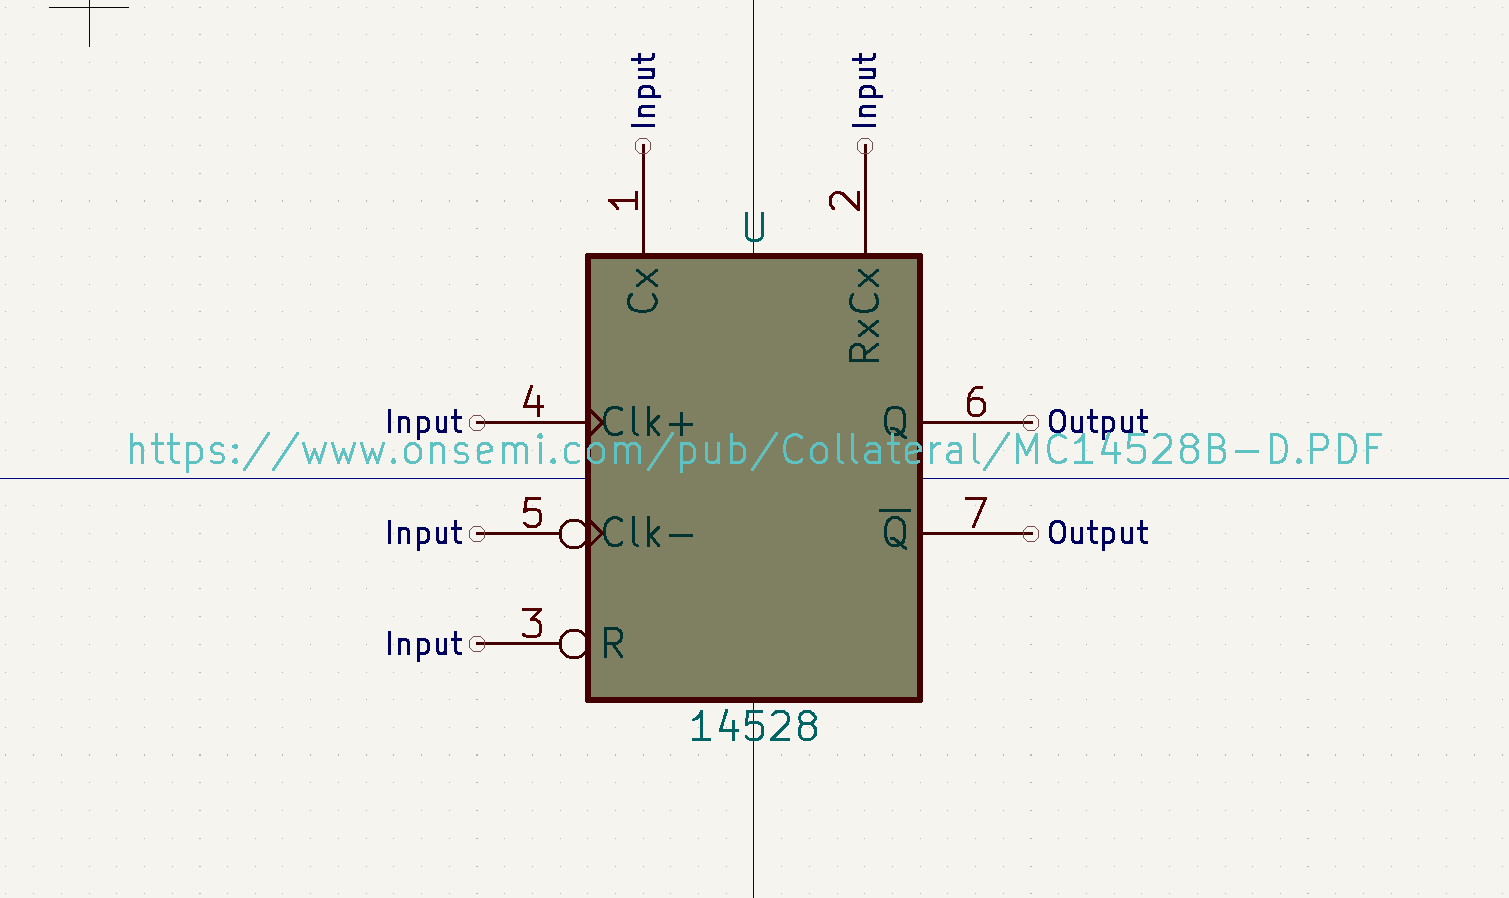 Input
Input
1
2
U
Cx
RxCx
4
6
Input
Clk+
Q
Output
https://www.onsemi.com/pub/Collateral/MC14528B-D.PDF
5
7
Input
Clk-
Q̅
Output
3
Input
R
14528